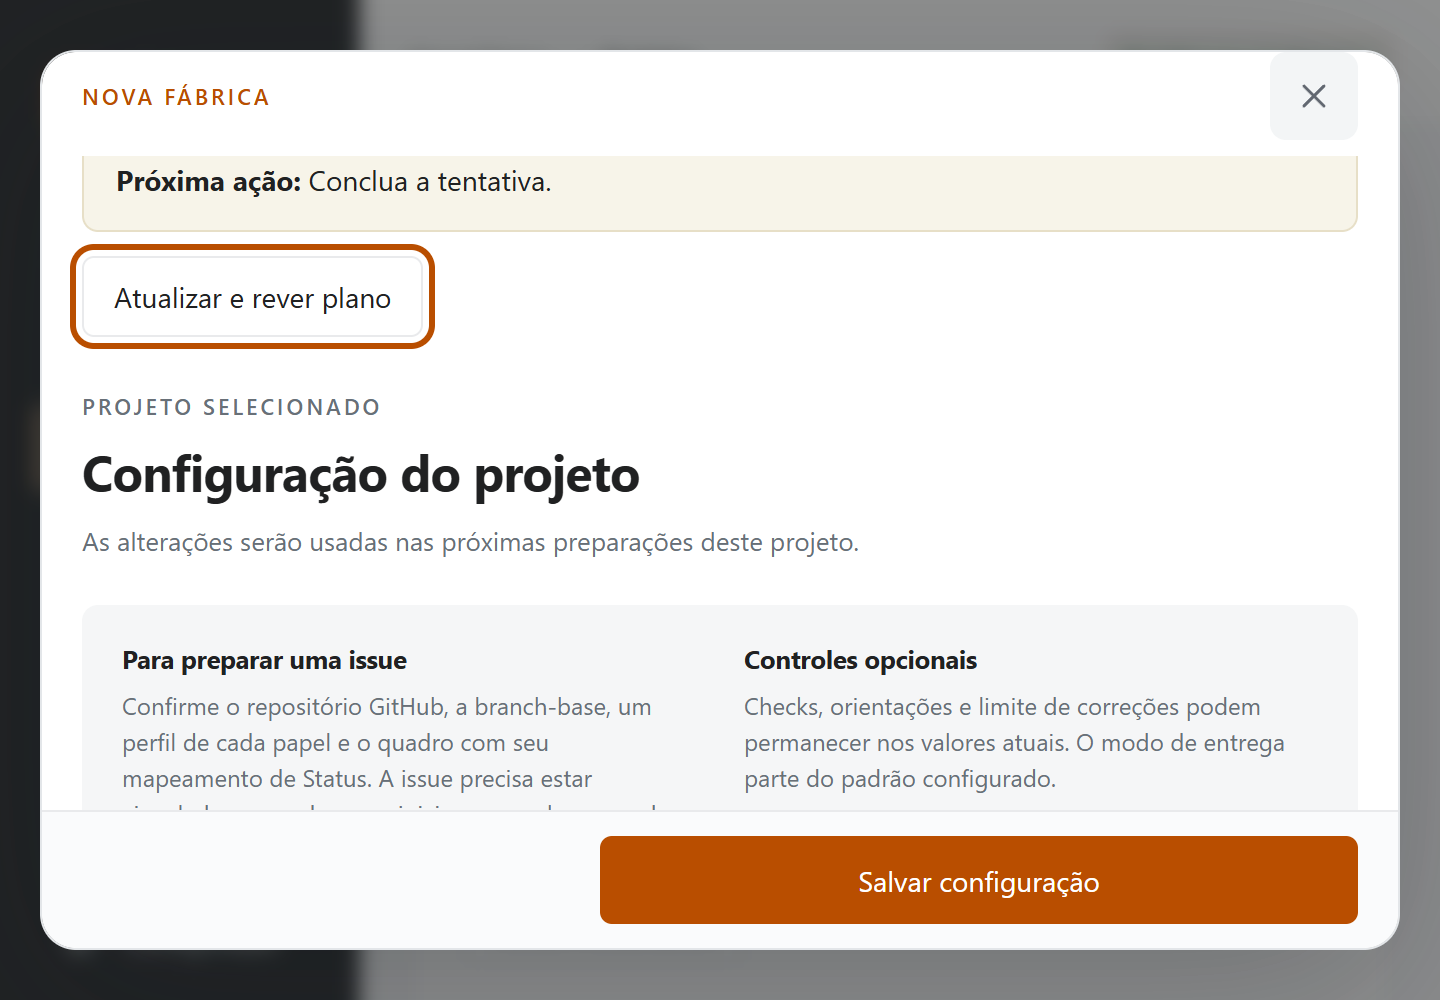 NOVA FÁBRICA
Próxima ação: Conclua a tentativa.
Atualizar e rever plano
PROJETO SELECIONADO
Configuração do projeto
As alterações serão usadas nas próximas preparações deste projeto.
Para preparar uma issue
Confirme o repositório GitHub, a branch-base, um
perfil de cada papel e o quadro com seu
mapeamento de Status. A issue precisa estar
Controles opcionais
Checks, orientações e limite de correções podem
permanecer nos valores atuais. O modo de entrega
parte do padrão configurado.
Salvar configuração